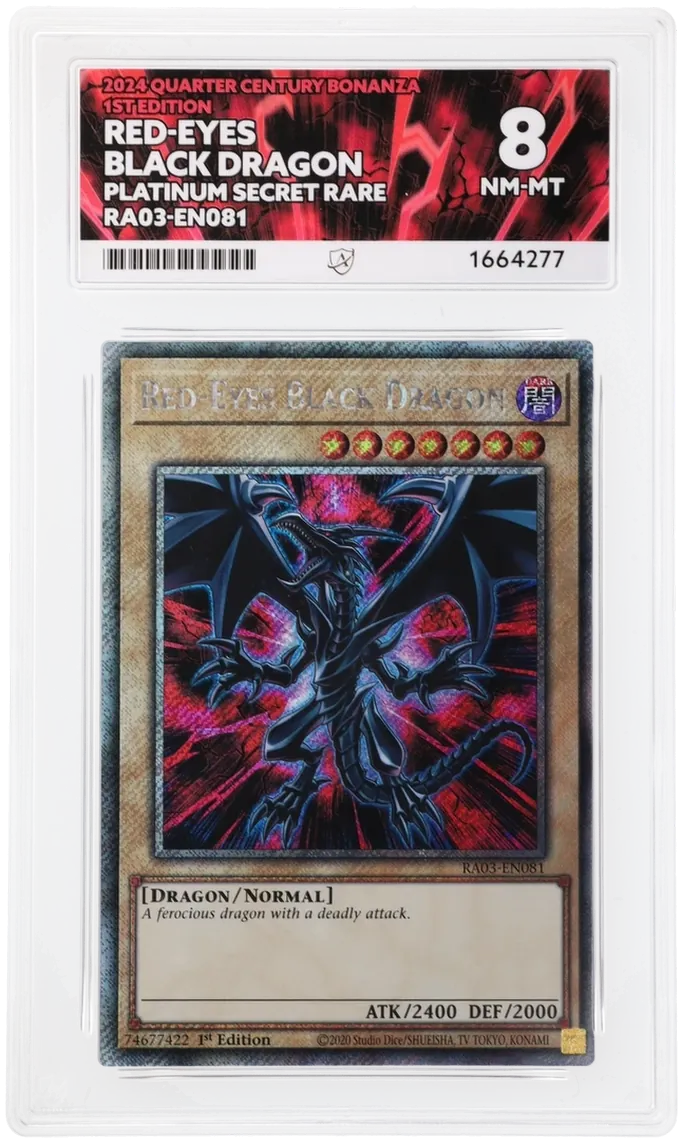 2024 QUARTER CENTURY BONANZA
1ST EDITION
RED-EYES
BLACK DRAGON
PLATINUM SECRET RARE
RA03-EN081
8
NM-MT
1664277
RED-EYES BLACK DRAGON
DARK
闇
RA03-EN081
[DRAGON/NORMAL]
A ferocious dragon with a deadly attack.
ATK/2400 DEF/2000
74677422 1st Edition ©2020 Studio Dice/SHUEISHA, TV TOKYO, KONAMI